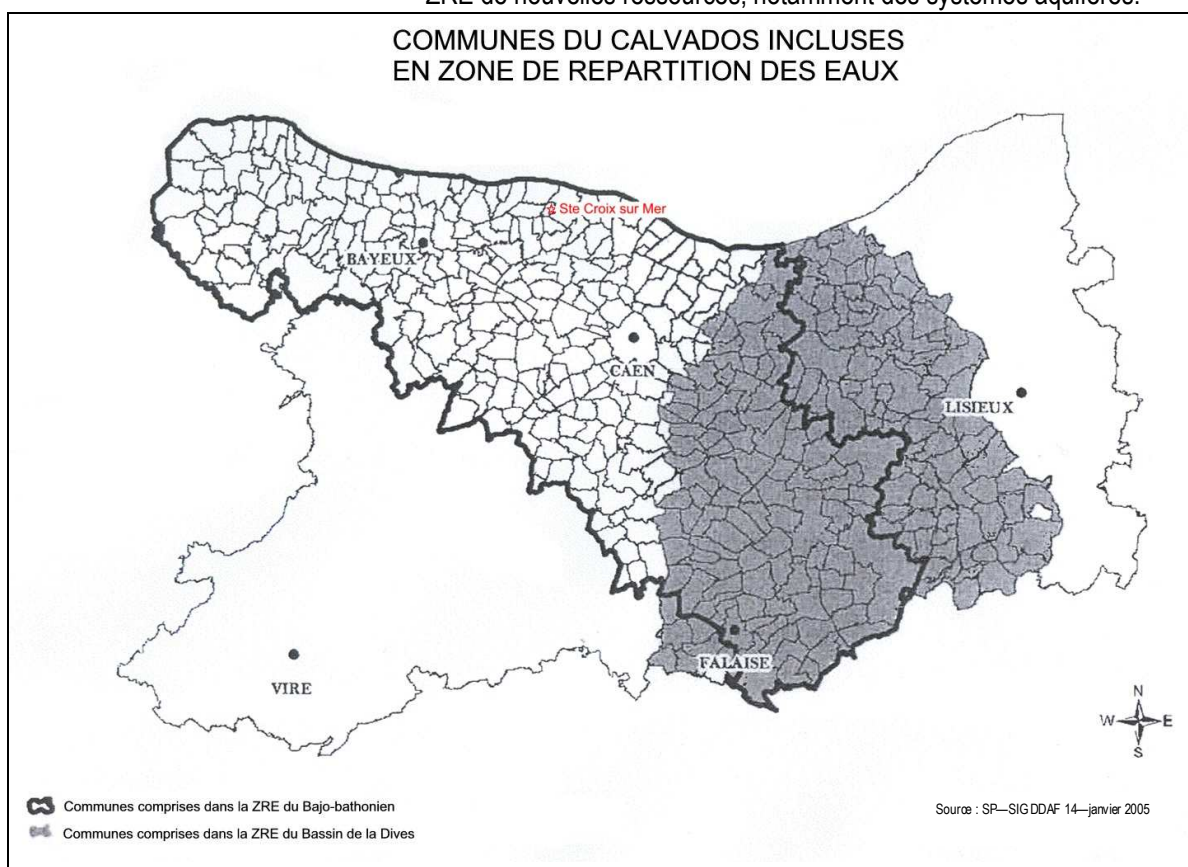 ZRE de nouvelles ressources, notamment des systèmes aquifères.
COMMUNES DU CALVADOS INCLUSES
EN ZONE DE REPARTITION DES EAUX
Ste Croix sur Mer
BAYEUX
CAEN
LISIEUX
FALAISE
VIRE
N
W E
S
Communes comprises dans la ZRE du Bajo-bathonien
Source : SP—SIG DDAF 14—janvier 2005
Communes comprises dans la ZRE du Bassin de la Dives